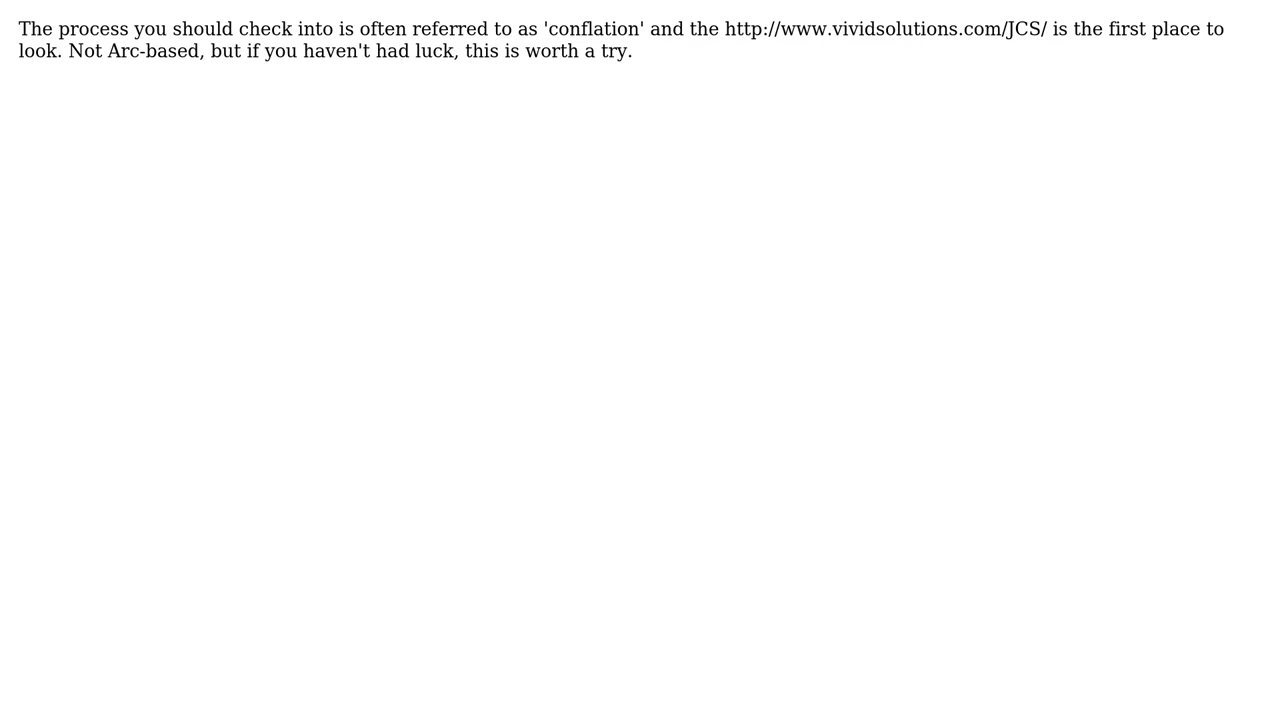 The process you should check into is often referred to as 'conflation' and the http://www.vividsolutions.com/JCS/ is the first place to
look. Not Arc-based, but if you haven't had luck, this is worth a try.